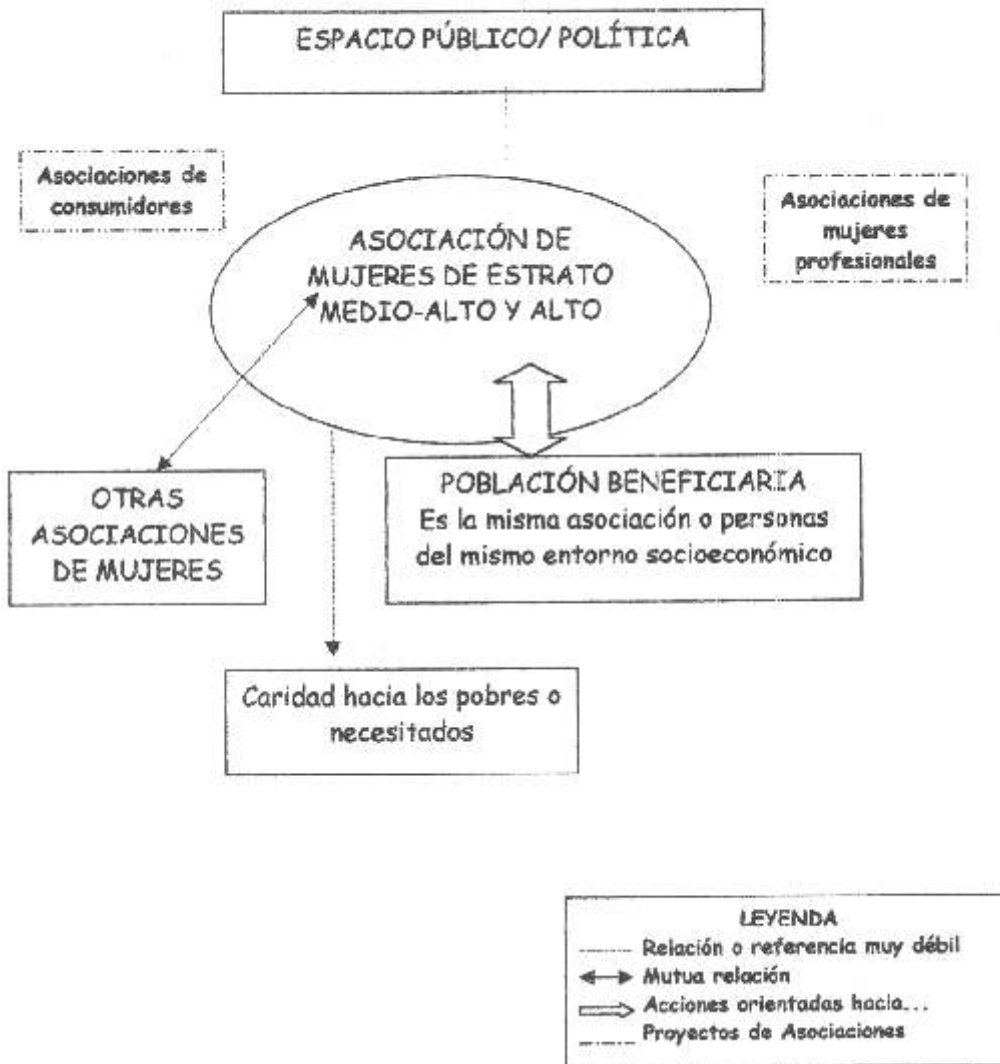 ESPACIO PÚBLICO/ POLÍTICA
Asociaciones de
consumidores
Asociaciones de
mujeres
profesionales
ASOCIACIÓN DE
MUJERES DE ESTRATO
MEDIO-ALTO Y ALTO
OTRAS
ASOCIACIONES
DE MUJERES
POBLACIÓN BENEFICIARIA
Es la misma asociación o personas
del mismo entorno socioeconómico
Caridad hacia los pobres o
necesitados
LEYENDA
Relación o referencia muy débil
Mutua relación
Acciones orientadas hacia...
Proyectos de Asociaciones